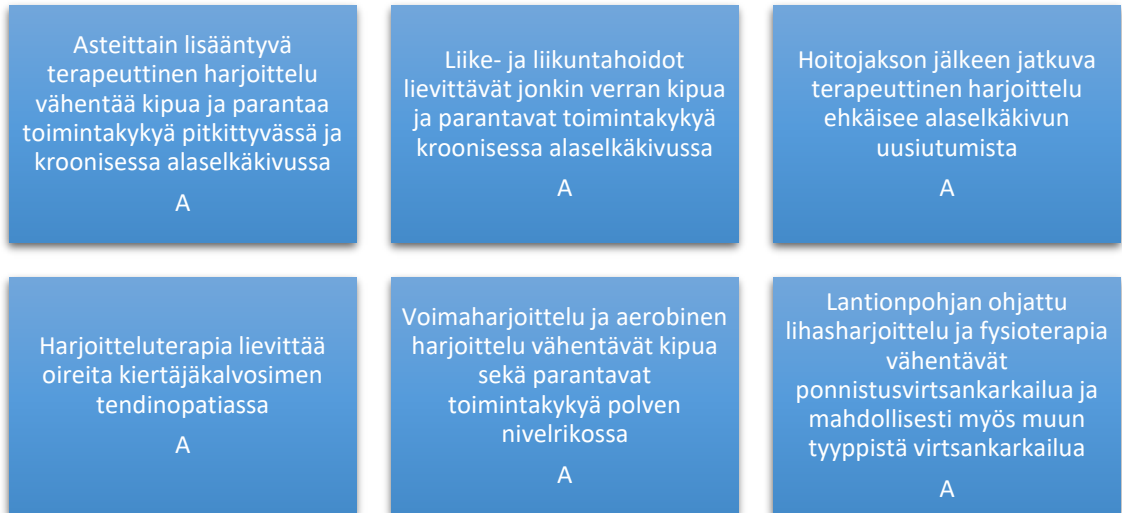 Asteittain lisääntyvä
terapeuttinen harjoittelu
vähentää kipua ja parantaa
toimintakykyä pitkittyvässä ja
kroonisessa alaselkäkivussa
A
Liike- ja liikuntahoidot
lievittävät jonkin verran kipua
ja parantavat toimintakykyä
kroonisessa alaselkäkivussa
A
Hoitojakson jälkeen jatkuva
terapeuttinen harjoittelu
ehkäisee alaselkäkivun
uusiutumista
A
Harjoitteluterapia lievittää
oireita kiertäjäkalvosimen
tendinopatiassa
A
Voimaharjoittelu ja aerobinen
harjoittelu vähentävät kipua
sekä parantavat
toimintakykyä polven
nivelrikossa
A
Lantionpohjan ohjattu
lihasharjoittelu ja fysioterapia
vähentävät
ponnistusvirtsankarkailua ja
mahdollisesti myös muun
tyyppistä virtsankarkailua
A